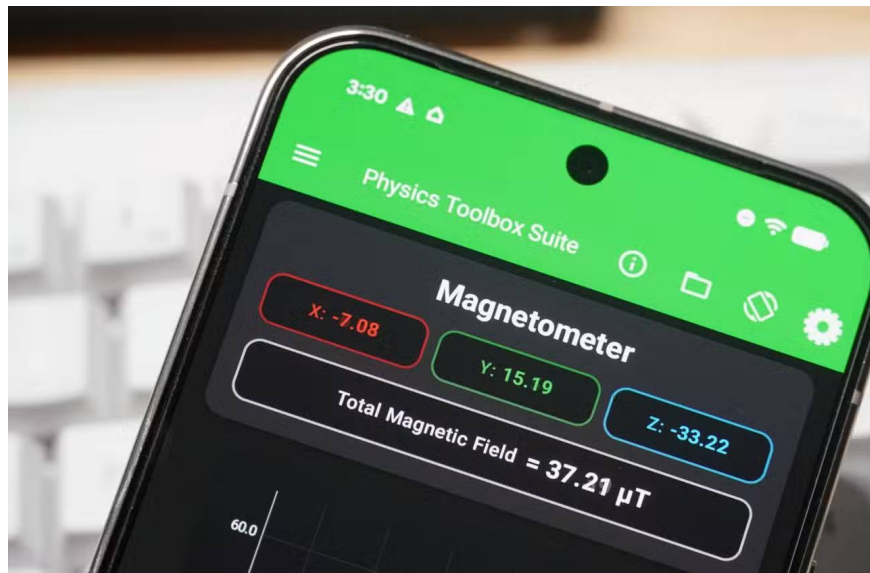 3:30
Physics Toolbox Suite
Magnetometer
X: -7.08
Y: 15.19
Z: -33.22
Total Magnetic Field = 37.21 μT
60.0